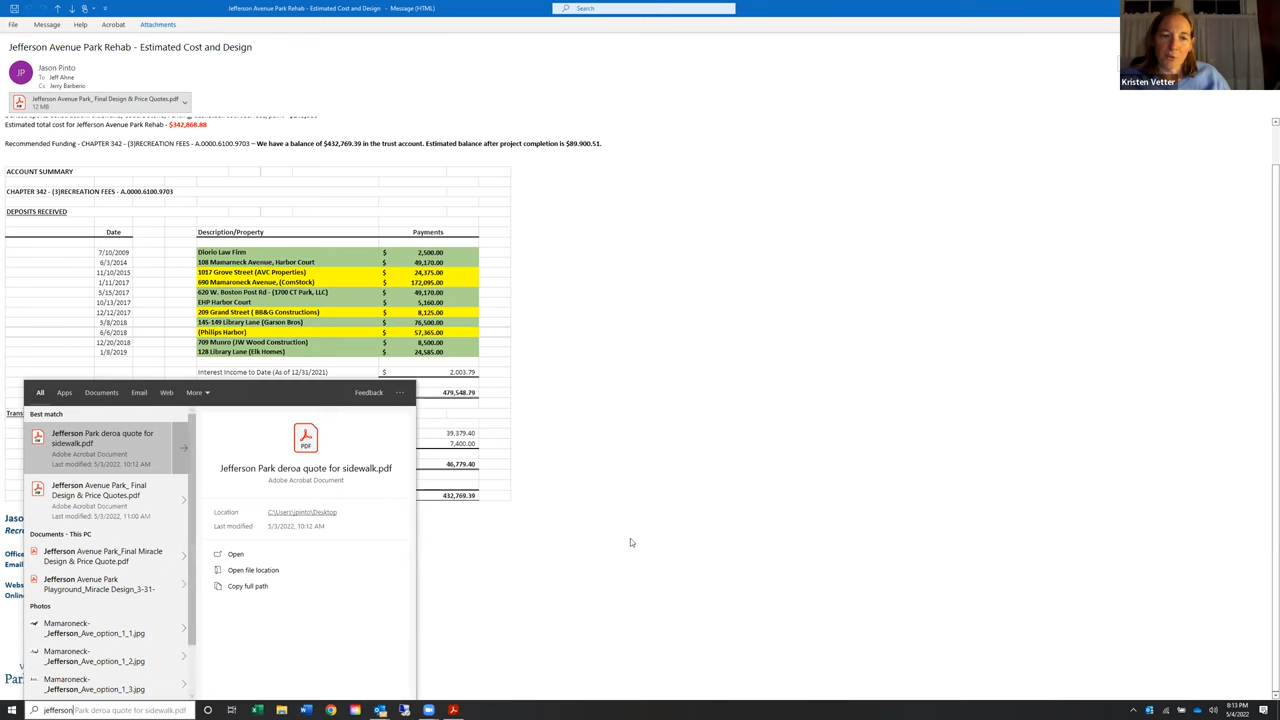 Jefferson Avenue Park Rehab - Estimated Cost and Design - Message (HTML)
Search
File Message Help Acrobat Attachments
Jefferson Avenue Park Rehab - Estimated Cost and Design
JP
Jason Pinto
To Jeff Ahne
Cc Jerry Barberio
Jefferson Avenue Park_ Final Design & Price Quotes.pdf
12 MB
Kristen Vetter
Estimated total cost for Jefferson Avenue Park Rehab - $342,868.88
Recommended Funding - CHAPTER 342 - (3)RECREATION FEES - A.0000.6100.9703 – We have a balance of $432,769.39 in the trust account. Estimated balance after project completion is $89.900.51.
ACCOUNT SUMMARY
CHAPTER 342 - (3)RECREATION FEES - A.0000.6100.9703
DEPOSITS RECEIVED
Date Description/Property Payments
7/10/2009 Diorio Law Firm $ 2,500.00
6/3/2014 108 Mamarneck Avenue, Harbor Court $ 49,170.00
11/10/2015 1017 Grove Street (AVC Properties) $ 24,375.00
1/11/2017 690 Mamaroneck Avenue, (ComStock) $ 172,095.00
5/15/2017 620 W. Boston Post Rd - (1700 CT Park, LLC) $ 49,170.00
10/13/2017 EHP Harbor Court $ 5,160.00
12/12/2017 209 Grand Street ( BB&G Constructions) $ 8,125.00
5/8/2018 145-149 Library Lane (Garson Bros) $ 76,500.00
6/6/2018 (Philips Harbor) $ 57,365.00
12/20/2018 709 Munro (JW Wood Construction) $ 8,500.00
1/8/2019 128 Library Lane (Elk Homes) $ 24,585.00
Interest Income to Date (As of 12/31/2021) $ 2,003.79
479,548.79
39,379.40
7,400.00
46,779.40
432,769.39
All Apps Documents Email Web More Feedback ...
Best match
Jefferson Park deroa quote for
sidewalk.pdf
Adobe Acrobat Document
Last modified: 5/3/2022, 10:12 AM
Jefferson Avenue Park_ Final
Design & Price Quotes.pdf
Adobe Acrobat Document
Last modified: 5/3/2022, 11:00 AM
Documents - This PC
Jefferson Avenue Park_Final Miracle
Design & Price Quote.pdf
Jefferson Avenue Park
Playground_Miracle Design_3-31-
Photos
Mamaroneck-
_Jefferson_Ave_option_1_1.jpg
Mamaroneck-
_Jefferson_Ave_option_1_2.jpg
Mamaroneck-
_Jefferson_Ave_option_1_3.jpg
PDF
Jefferson Park deroa quote for sidewalk.pdf
Adobe Acrobat Document
Location C:\Users\jpinto\Desktop
Last modified 5/3/2022, 10:12 AM
Open
Open file location
Copy full path
jefferson Park deroa quote for sidewalk.pdf
8:13 PM
5/4/2022